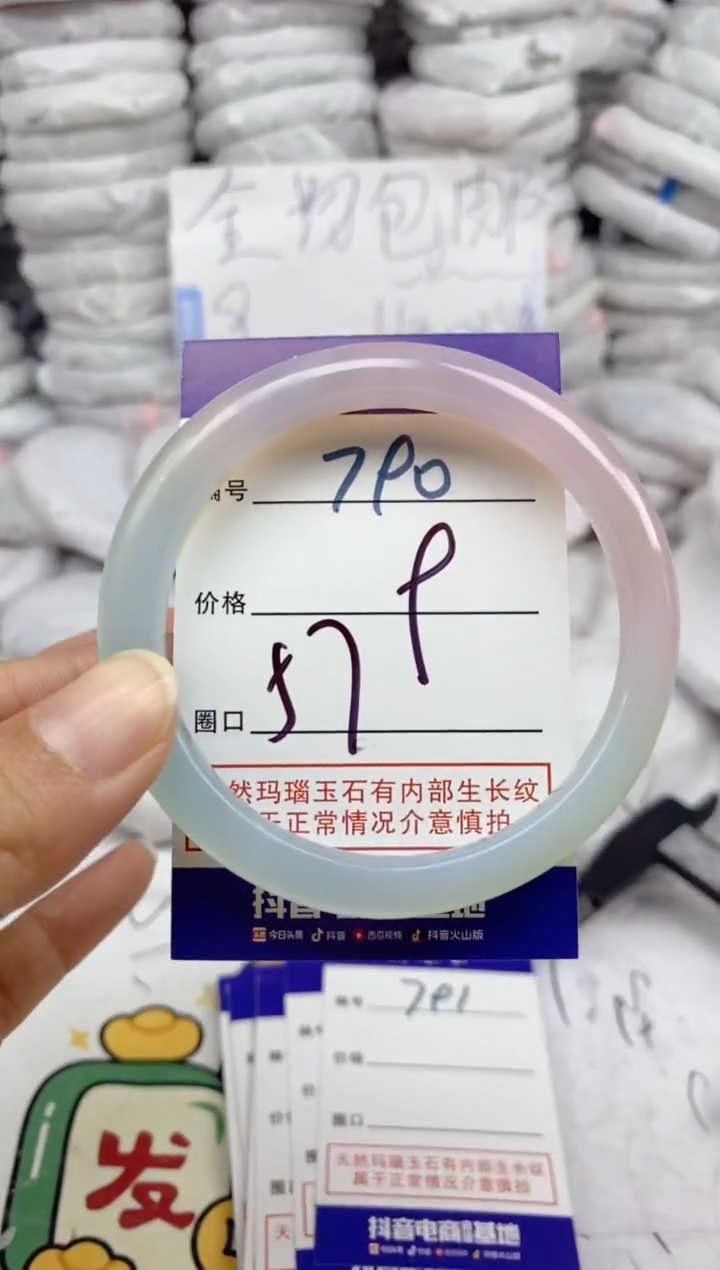 全场包邮
8
编号 790
价格 9
圈口 57
然玛瑙玉石有内部生长纹
于正常情况介意慎拍
今日头条 抖音 西瓜视频 抖音火山版
编号 791
价格
圈口
天然玛瑙玉石有内部生长纹
属于正常情况介意慎拍
抖音电商 基地
发